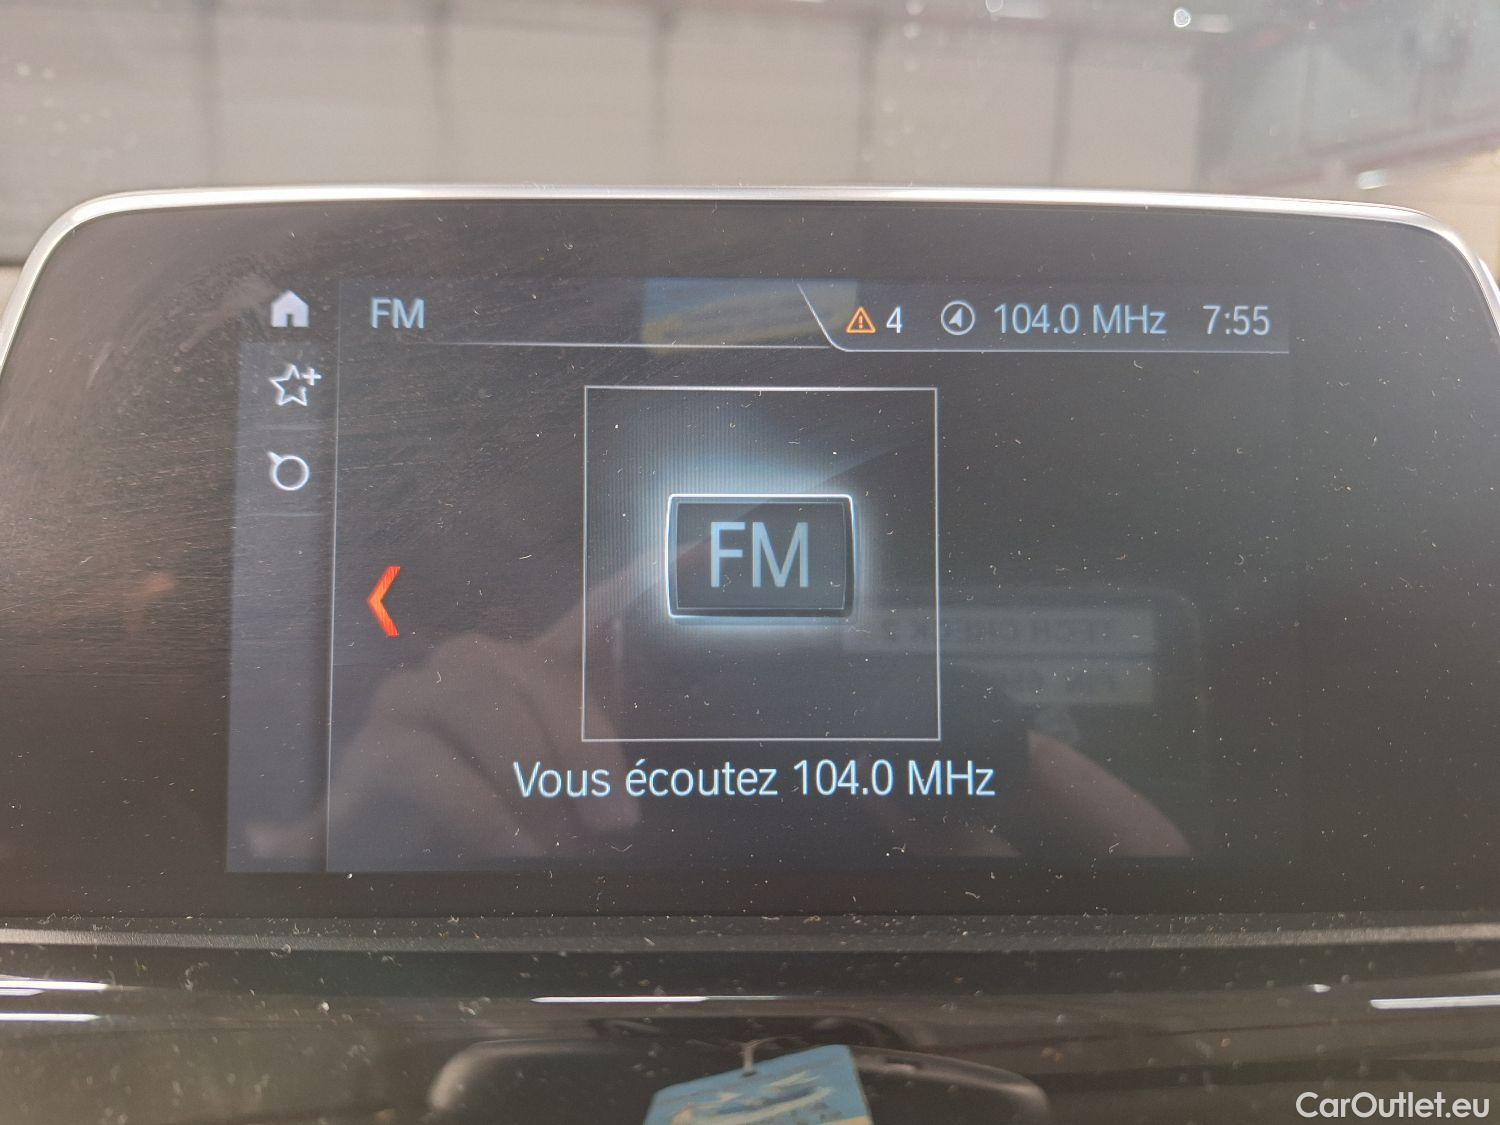 FM
4
104.0 MHz
7:55
FM
Vous écoutez 104.0 MHz
CarOutlet.eu